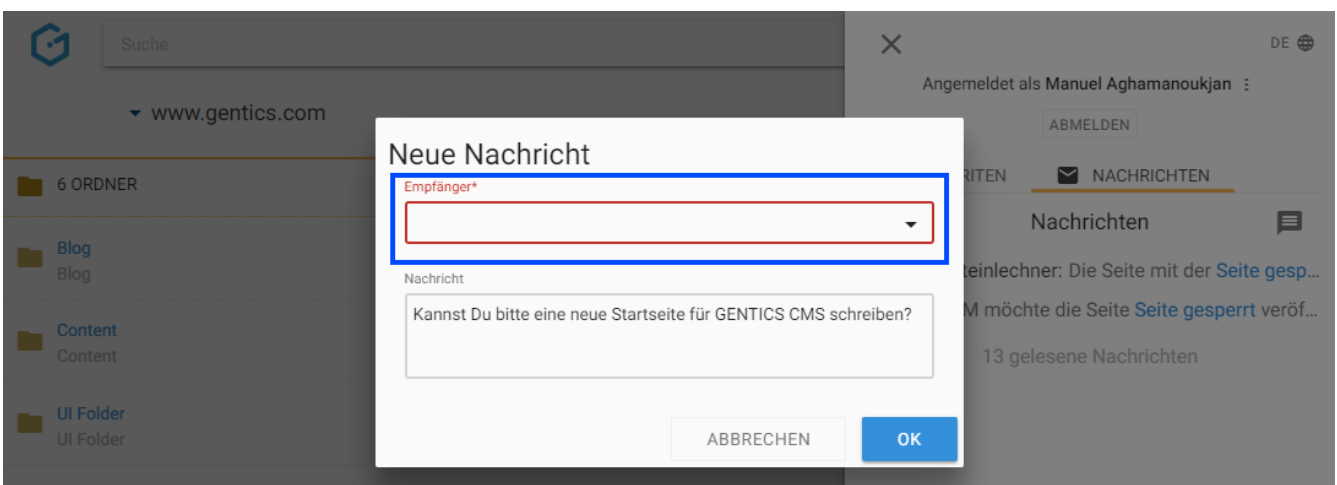 Suche
DE
Angemeldet als Manuel Aghamanoukjan
www.gentics.com
ABMELDEN
Neue Nachricht
6 ORDNER
Empfänger*
RITEN
NACHRICHTEN
Nachrichten
Blog
Blog
teinlechner: Die Seite mit der Seite gesp...
Nachricht
Kannst Du bitte eine neue Startseite für GENTICS CMS schreiben?
M möchte die Seite Seite gesperrt veröf...
Content
Content
13 gelesene Nachrichten
UI Folder
UI Folder
ABBRECHEN
OK